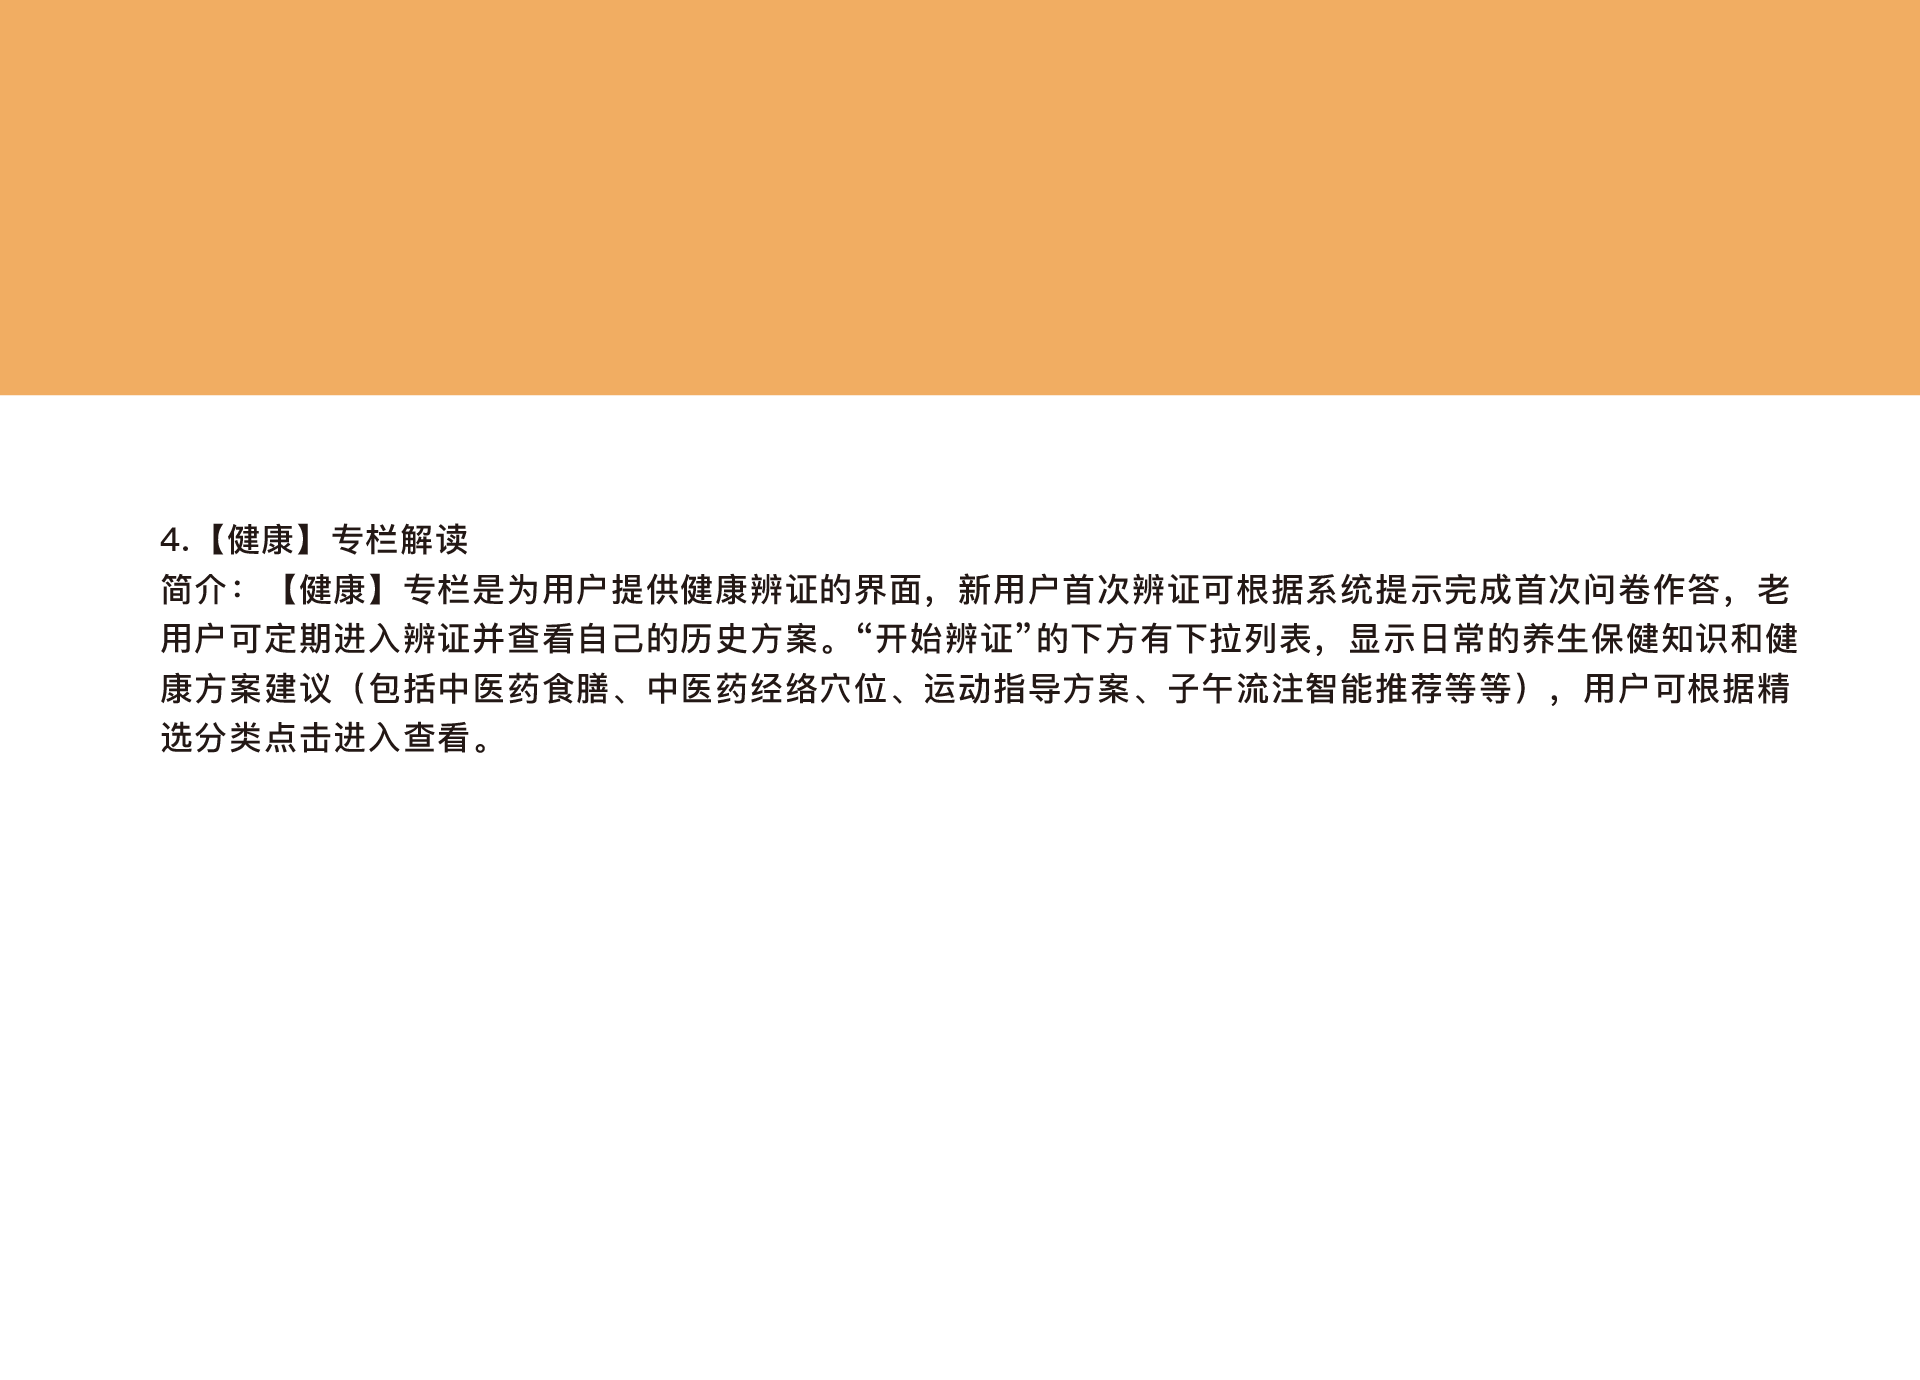 4.【健康】专栏解读
简介：【健康】专栏是为用户提供健康辨证的界面，新用户首次辨证可根据系统提示完成首次问卷作答，老
用户可定期进入辨证并查看自己的历史方案。“开始辨证”的下方有下拉列表，显示日常的养生保健知识和健
康方案建议（包括中医药食膳、中医药经络穴位、运动指导方案、子午流注智能推荐等等），用户可根据精
选分类点击进入查看。